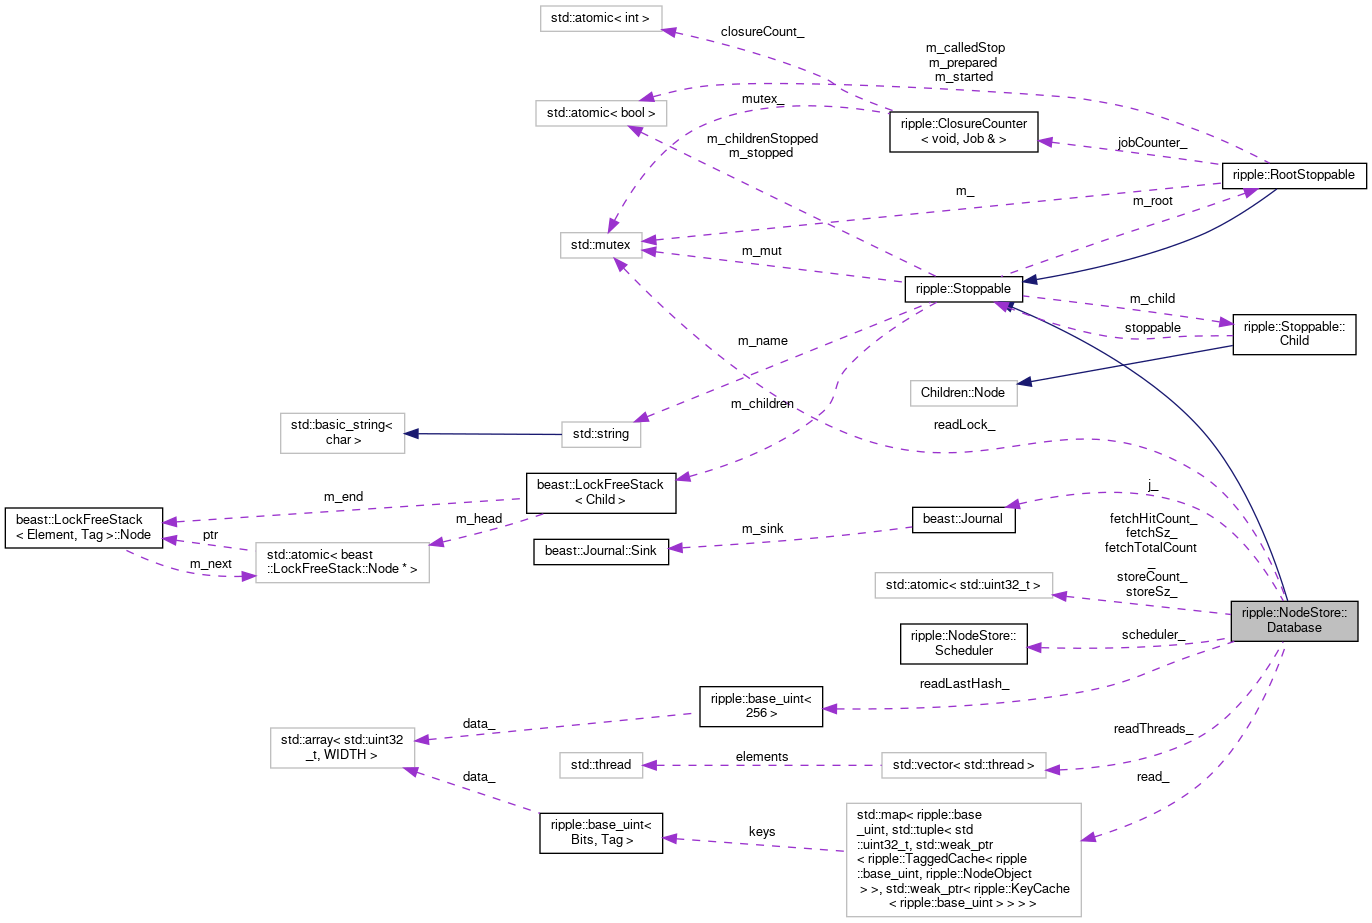 std::atomic< int >
closureCount_
m_calledStop
m_prepared
m_started
std::atomic< bool >
mutex_
ripple::ClosureCounter
< void, Job & >
jobCounter_
m_childrenStopped
m_stopped
ripple::RootStoppable
m_
m_root
std::mutex
m_mut
ripple::Stoppable
m_child
stoppable
ripple::Stoppable::
Child
m_name
Children::Node
m_children
std::basic_string<
char >
std::string
readLock_
beast::LockFreeStack
< Child >
m_end
m_head
beast::LockFreeStack
< Element, Tag >::Node
ptr
m_next
std::atomic< beast
::LockFreeStack::Node * >
j_
beast::Journal
m_sink
beast::Journal::Sink
fetchHitCount_
fetchSz_
fetchTotalCount
_
storeCount_
storeSz_
std::atomic< std::uint32_t >
ripple::NodeStore::
Database
ripple::NodeStore::
Scheduler
scheduler_
readLastHash_
ripple::base_uint<
256 >
data_
std::array< std::uint32
_t, WIDTH >
readThreads_
std::thread
elements
std::vector< std::thread >
read_
data_
ripple::base_uint<
Bits, Tag >
keys
std::map< ripple::base
_uint, std::tuple< std
::uint32_t, std::weak_ptr
< ripple::TaggedCache< ripple
::base_uint, ripple::NodeObject
> >, std::weak_ptr< ripple::KeyCache
< ripple::base_uint > > > >